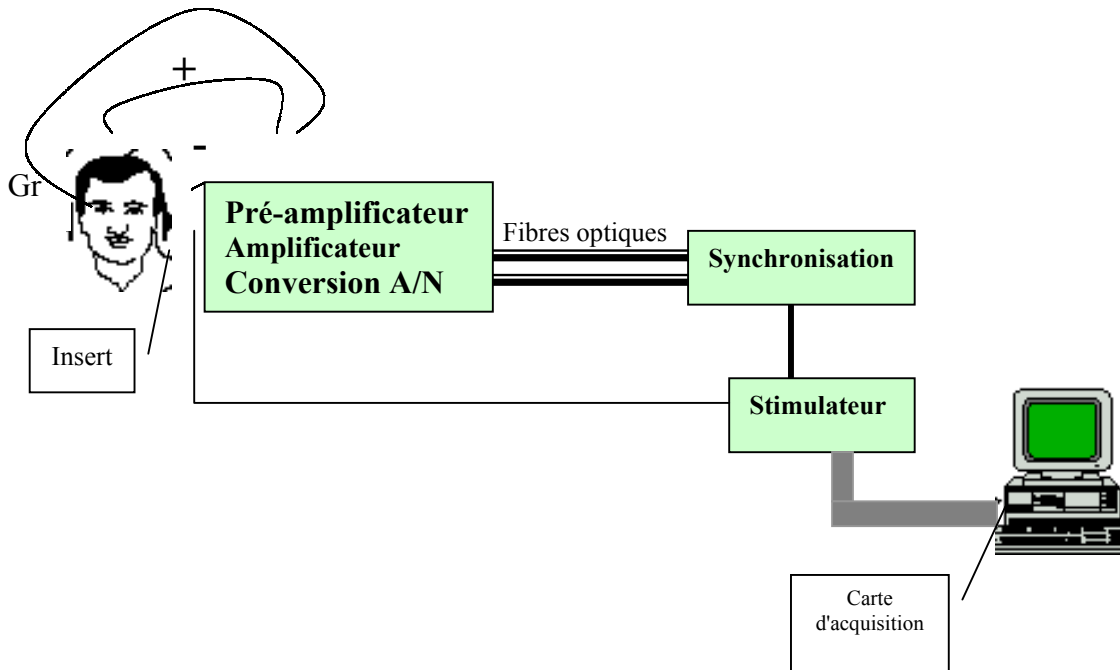 +
-
Gr
Pré-amplificateur
Amplificateur
Conversion A/N
Fibres optiques
Synchronisation
Insert
Stimulateur
Carte
d'acquisition